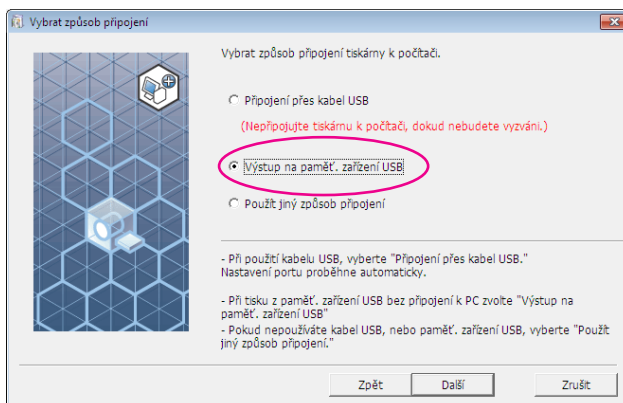 Vybrat způsob připojení
Vybrat způsob připojení tiskárny k počítači.
Připojení přes kabel USB
(Nepřipojujte tiskárnu k počítači, dokud nebudete vyzváni.)
Výstup na paměť. zařízení USB
Použít jiný způsob připojení
- Při použití kabelu USB, vyberte "Připojení přes kabel USB."
Nastavení portu proběhne automaticky.
- Při tisku z paměť. zařízení USB bez připojení k PC zvolte "Výstup na
paměť. zařízení USB"
- Pokud nepoužíváte kabel USB, nebo paměť. zařízení USB, vyberte "Použít
jiný způsob připojení."
Zpět
Další
Zrušit